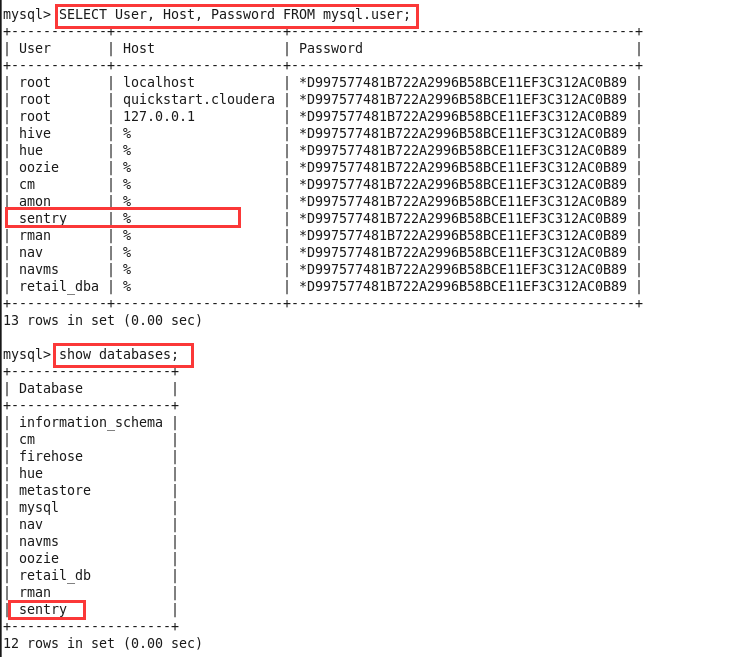 mysql> SELECT User, Host, Password FROM mysql.user;
+------------+---------------------+-------------------------------------------+
| User       | Host                | Password                                  |
+------------+---------------------+-------------------------------------------+
| root       | localhost           | *D997577481B722A2996B58BCE11EF3C312AC0B89 |
| root       | quickstart.cloudera | *D997577481B722A2996B58BCE11EF3C312AC0B89 |
| root       | 127.0.0.1           | *D997577481B722A2996B58BCE11EF3C312AC0B89 |
| hive       | %                   | *D997577481B722A2996B58BCE11EF3C312AC0B89 |
| hue        | %                   | *D997577481B722A2996B58BCE11EF3C312AC0B89 |
| oozie      | %                   | *D997577481B722A2996B58BCE11EF3C312AC0B89 |
| cm         | %                   | *D997577481B722A2996B58BCE11EF3C312AC0B89 |
| amon       | %                   | *D997577481B722A2996B58BCE11EF3C312AC0B89 |
| sentry     | %                   | *D997577481B722A2996B58BCE11EF3C312AC0B89 |
| rman       | %                   | *D997577481B722A2996B58BCE11EF3C312AC0B89 |
| nav        | %                   | *D997577481B722A2996B58BCE11EF3C312AC0B89 |
| navms      | %                   | *D997577481B722A2996B58BCE11EF3C312AC0B89 |
| retail_dba | %                   | *D997577481B722A2996B58BCE11EF3C312AC0B89 |
+------------+---------------------+-------------------------------------------+
13 rows in set (0.00 sec)
mysql> show databases;
+--------------------+
| Database           |
+--------------------+
| information_schema |
| cm                 |
| firehose           |
| hue                |
| metastore          |
| mysql              |
| nav                |
| navms              |
| oozie              |
| retail_db          |
| rman               |
| sentry             |
+--------------------+
12 rows in set (0.00 sec)